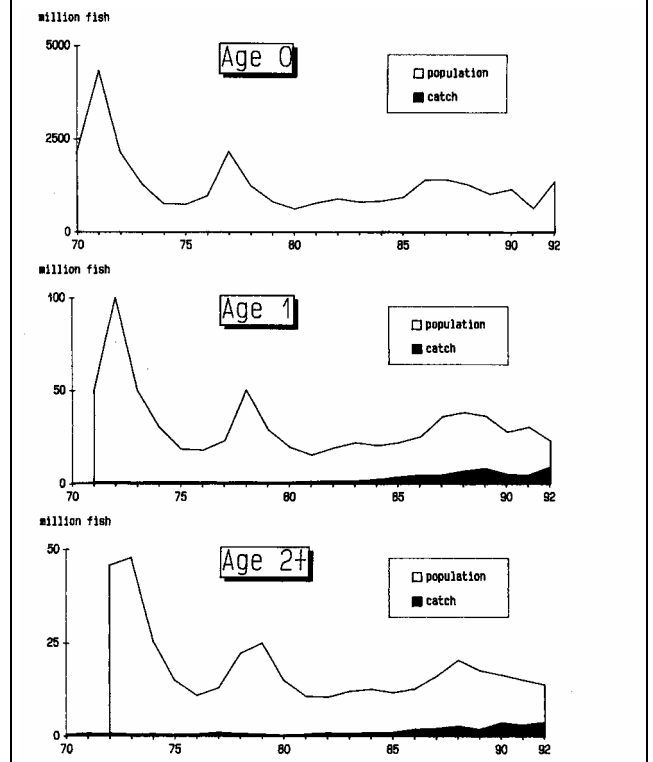 million fish
5000
Age 0
population
catch
2500
0
70 75 80 85 90 92
million fish
100
Age 1
population
catch
50
0
70 75 80 85 90 92
million fish
50
Age 2+
population
catch
25
0
70 75 80 85 90 92